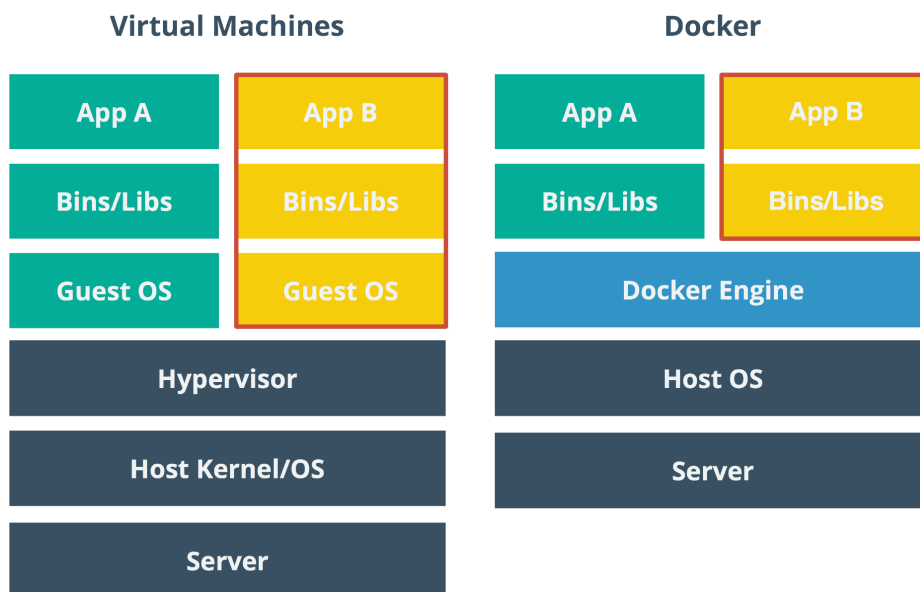 Virtual Machines
App A
App B
Bins/Libs
Bins/Libs
Guest OS
Guest OS
Hypervisor
Host Kernel/OS
Server
Docker
App A
App B
Bins/Libs
Bins/Libs
Docker Engine
Host OS
Server